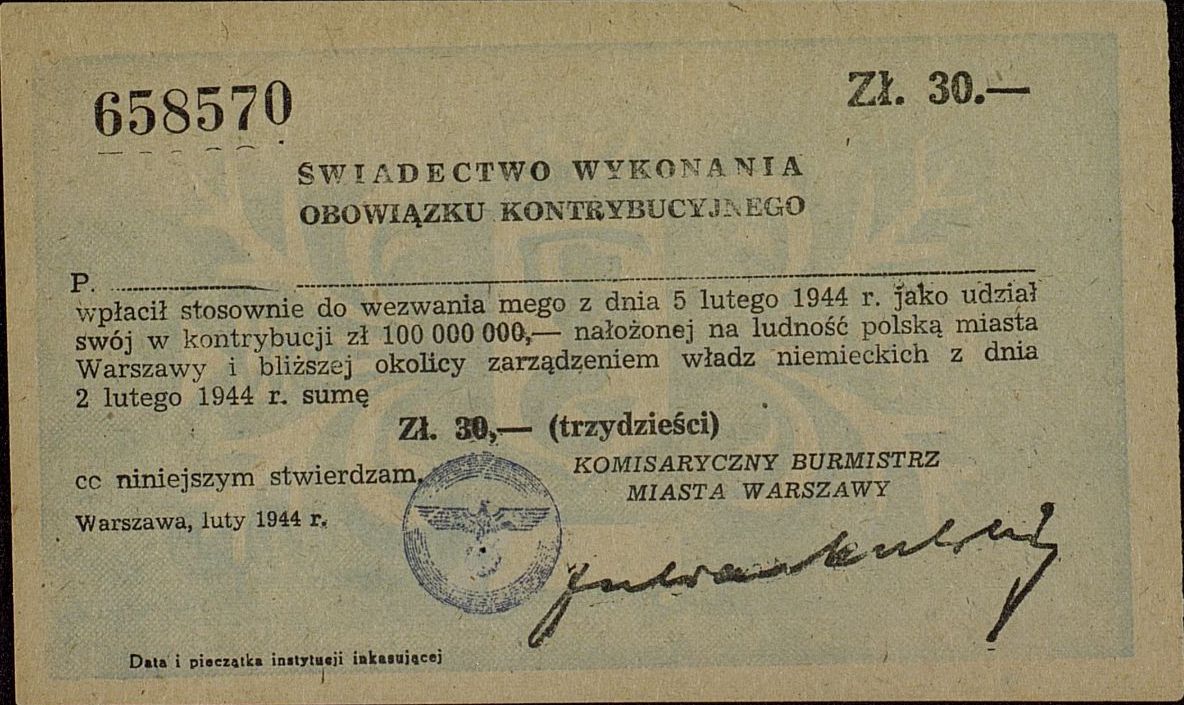 658570
Zł. 30.—
ŚWIADECTWO WYKONANIA
OBOWIĄZKU KONTRYBUCYJNEGO
P.
wpłacił stosownie do wezwania mego z dnia 5 lutego 1944 r. jako udział
swój w kontrybucji zł 100 000 000,— nałożonej na ludność polską miasta
Warszawy i bliższej okolicy zarządzeniem władz niemieckich z dnia
2 lutego 1944 r. sumę
Zł. 30,— (trzydzieści)
cc niniejszym stwierdzam.
KOMISARYCZNY BURMISTRZ
MIASTA WARSZAWY
Warszawa, luty 1944 r.
Data i pieczątka instytucji inkasującej